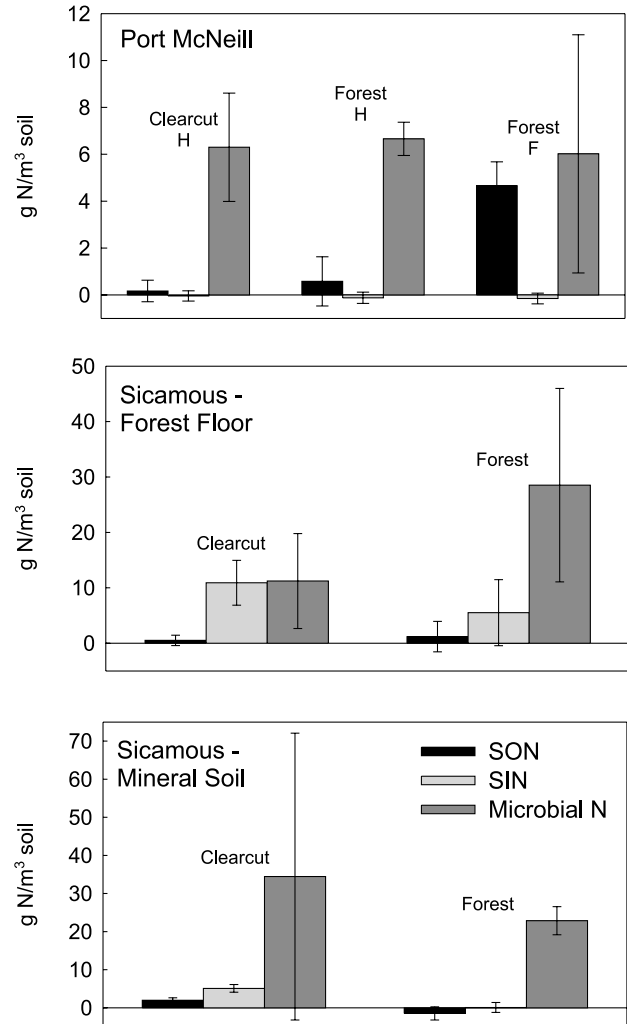 Port McNeill
g N/m³ soil
12
10
8
6
4
2
0
Clearcut
H
Forest
H
Forest
F
Sicamous -
Forest Floor
g N/m³ soil
50
40
30
20
10
0
Clearcut
Forest
Sicamous -
Mineral Soil
g N/m³ soil
70
60
50
40
30
20
10
0
Clearcut
Forest
SON
SIN
Microbial N